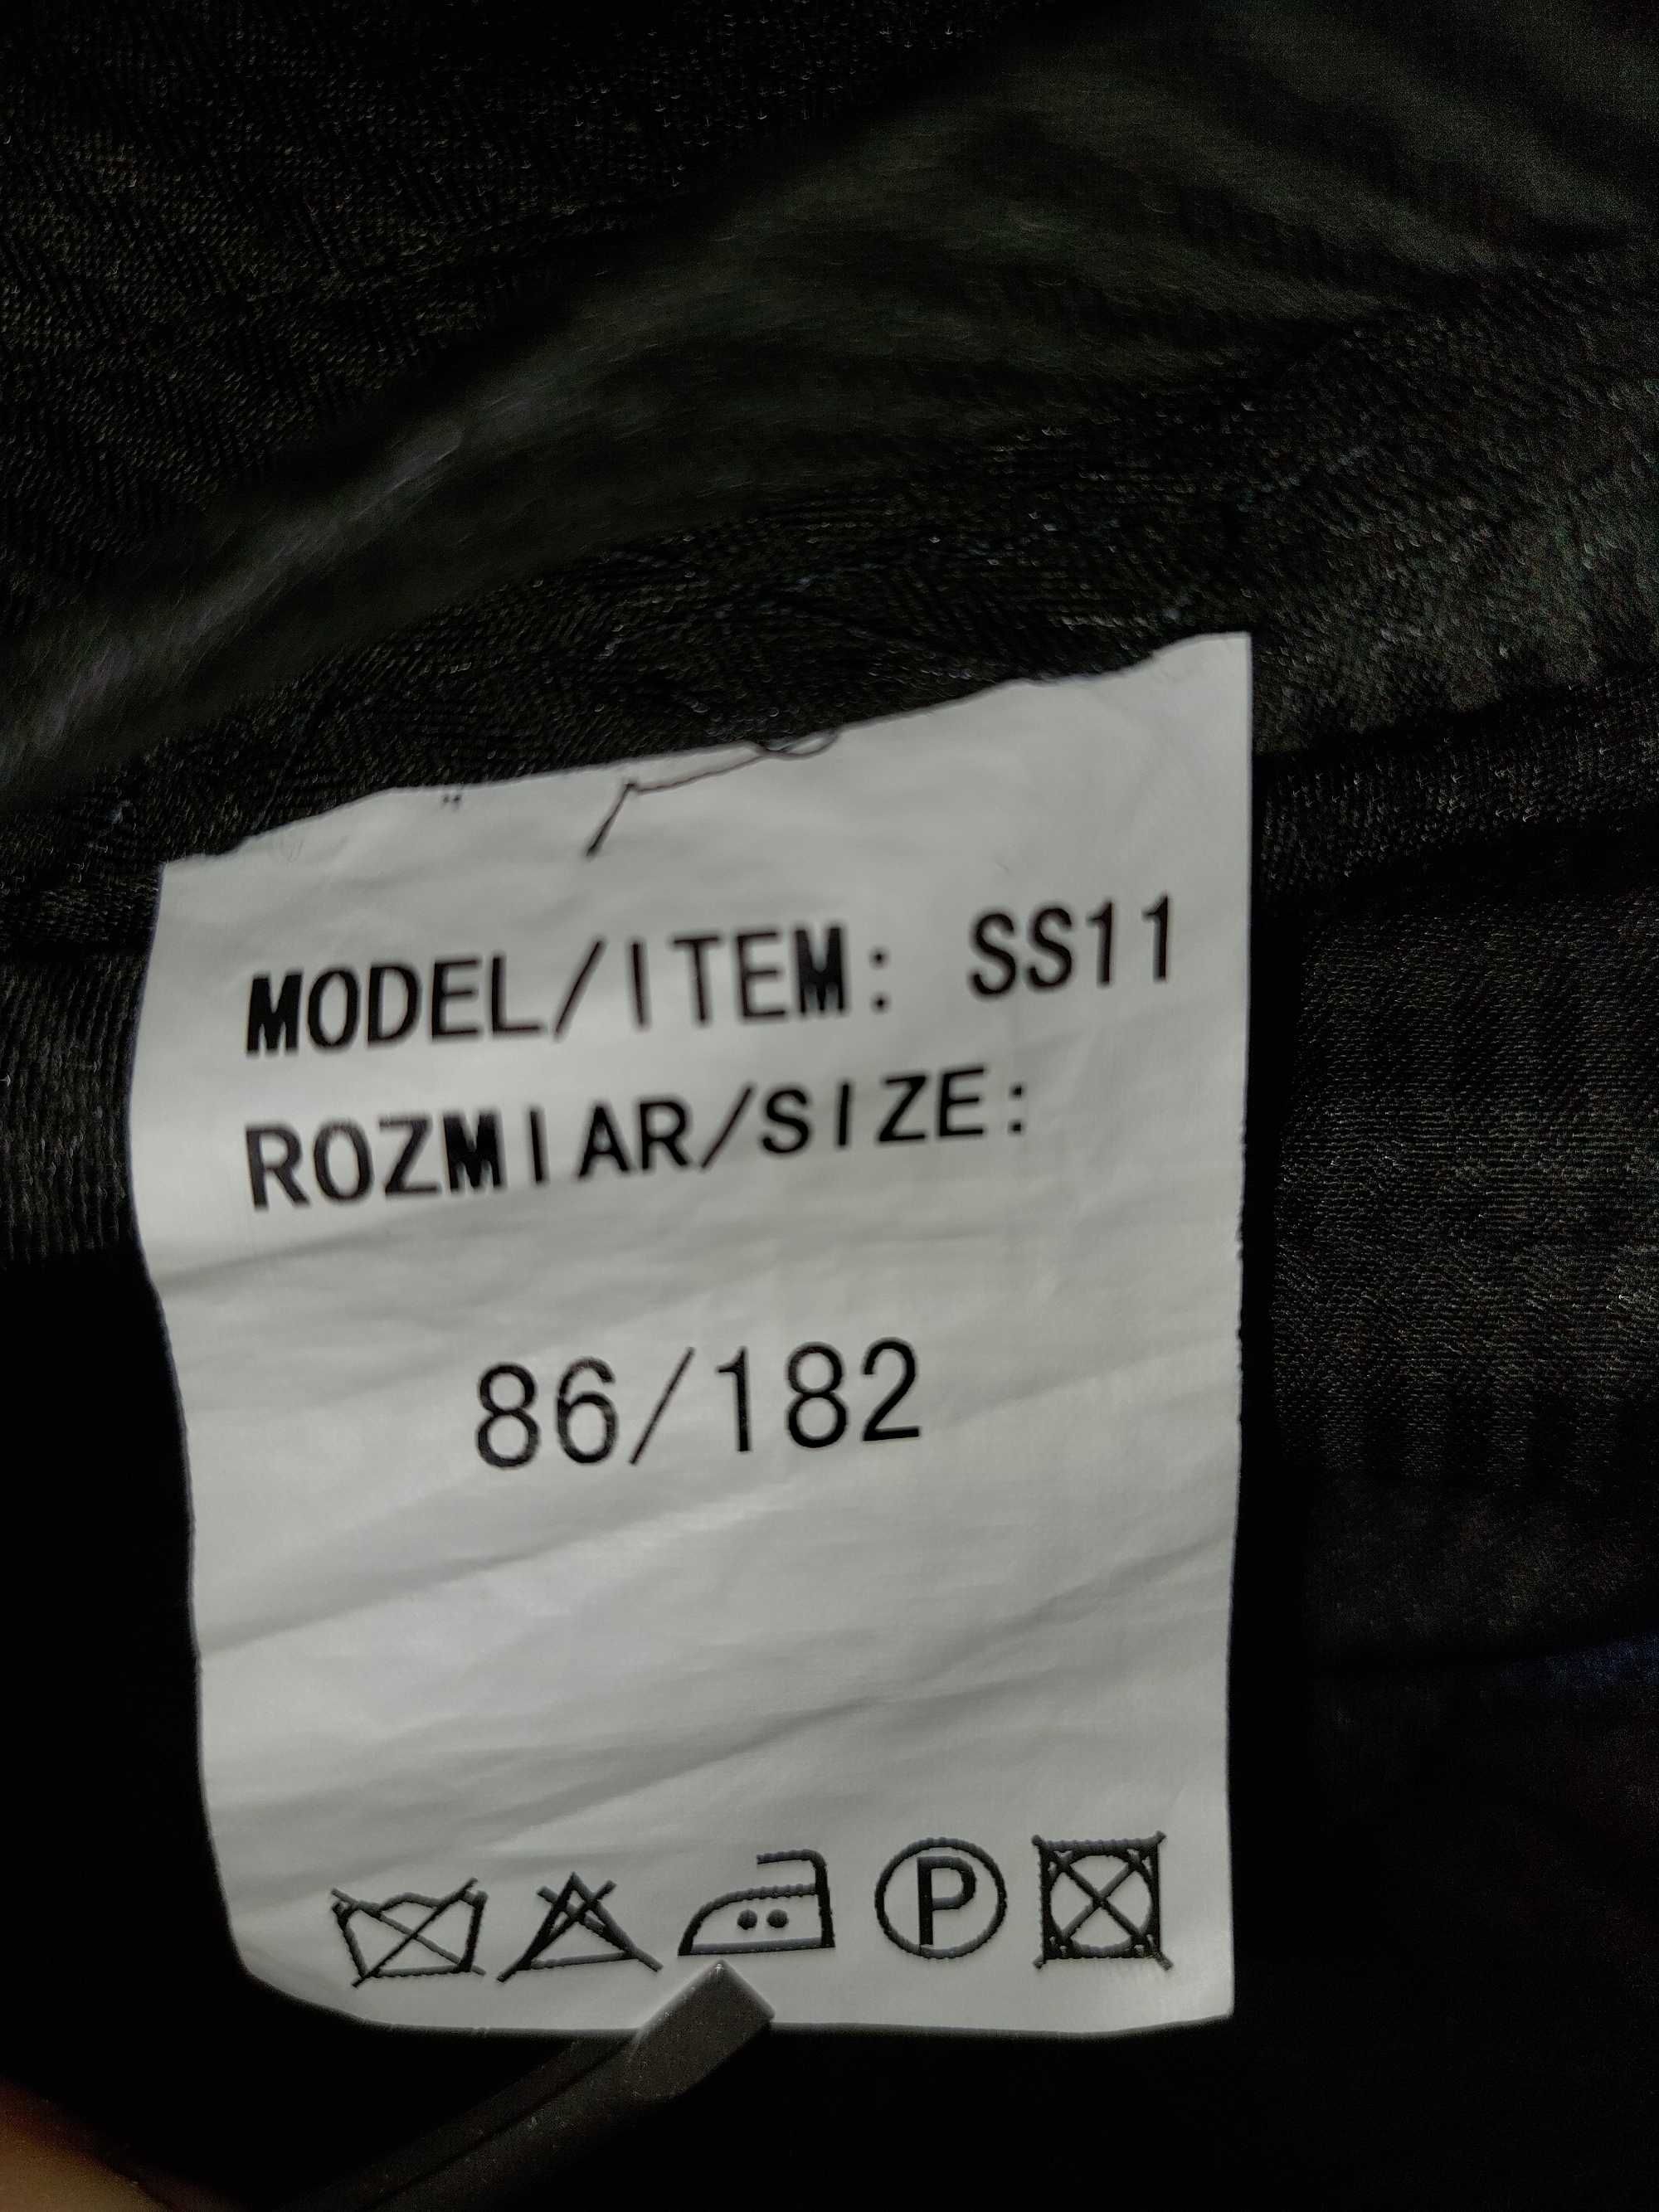 MODEL/ITEM: SS11
ROZMIAR/SIZE:
86/182
P